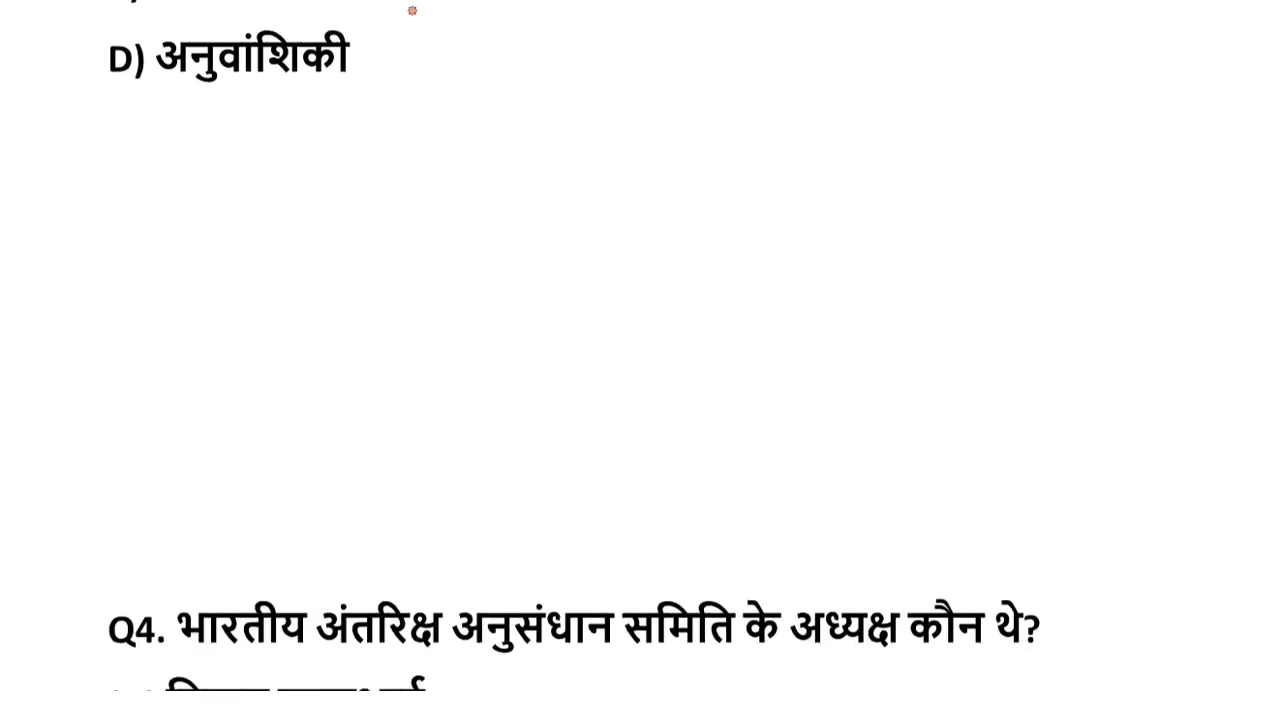 D) अनुवांशिकी
Q4. भारतीय अंतरिक्ष अनुसंधान समिति के अध्यक्ष कौन थे?